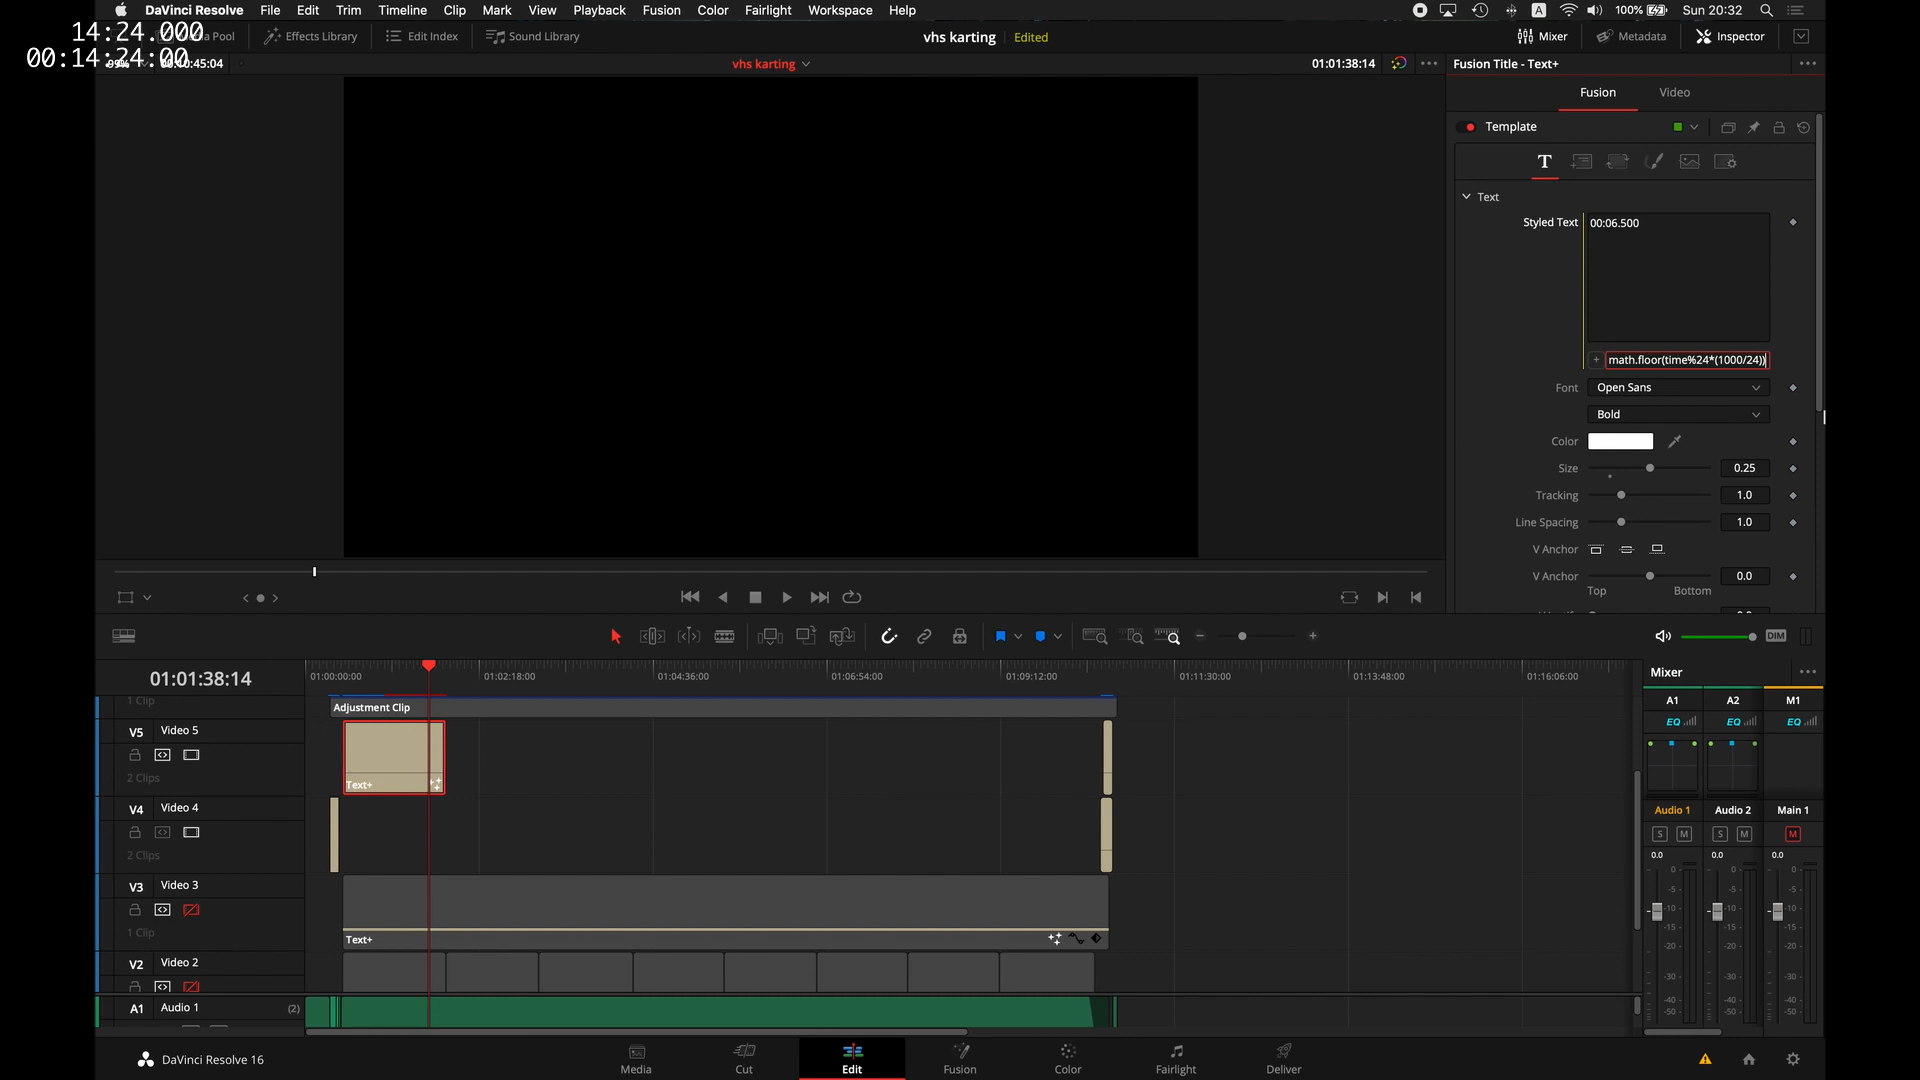 DaVinci Resolve File Edit Trim Timeline Clip Mark View Playback Fusion Color Fairlight Workspace Help 100% Sun 20:32
14:24.000
00:14:24:00
Pool Effects Library Edit Index Sound Library vhs karting Edited Mixer Metadata Inspector
99% 00:10:45:04 vhs karting 01:01:38:14 Fusion Title - Text+
Fusion Video
Template
T
Text
Styled Text 00:06.500
math.floor(time%24*(1000/24))
Font Open Sans
Bold
Color
Size 0.25
Tracking 1.0
Line Spacing 1.0
V Anchor
V Anchor 0.0
Top Bottom
DIM
01:01:38:14 01:00:00:00 01:02:18:00 01:04:36:00 01:06:54:00 01:09:12:00 01:11:30:00 01:13:48:00 01:16:06:00
Mixer
1 Clip Adjustment Clip
A1 A2 M1
V5 Video 5
EQ EQ EQ
2 Clips Text+
V4 Video 4
Audio 1 Audio 2 Main 1
S M S M M
2 Clips
0.0 0.0 0.0
V3 Video 3
0 0 0
-5 -5 -5
-10 -10 -10
-15 -15 -15
-20 -20 -20
-30 -30 -30
-40 -40 -40
-50 -50 -50
1 Clip Text+
V2 Video 2
A1 Audio 1 (2)
DaVinci Resolve 16 Media Cut Edit Fusion Color Fairlight Deliver